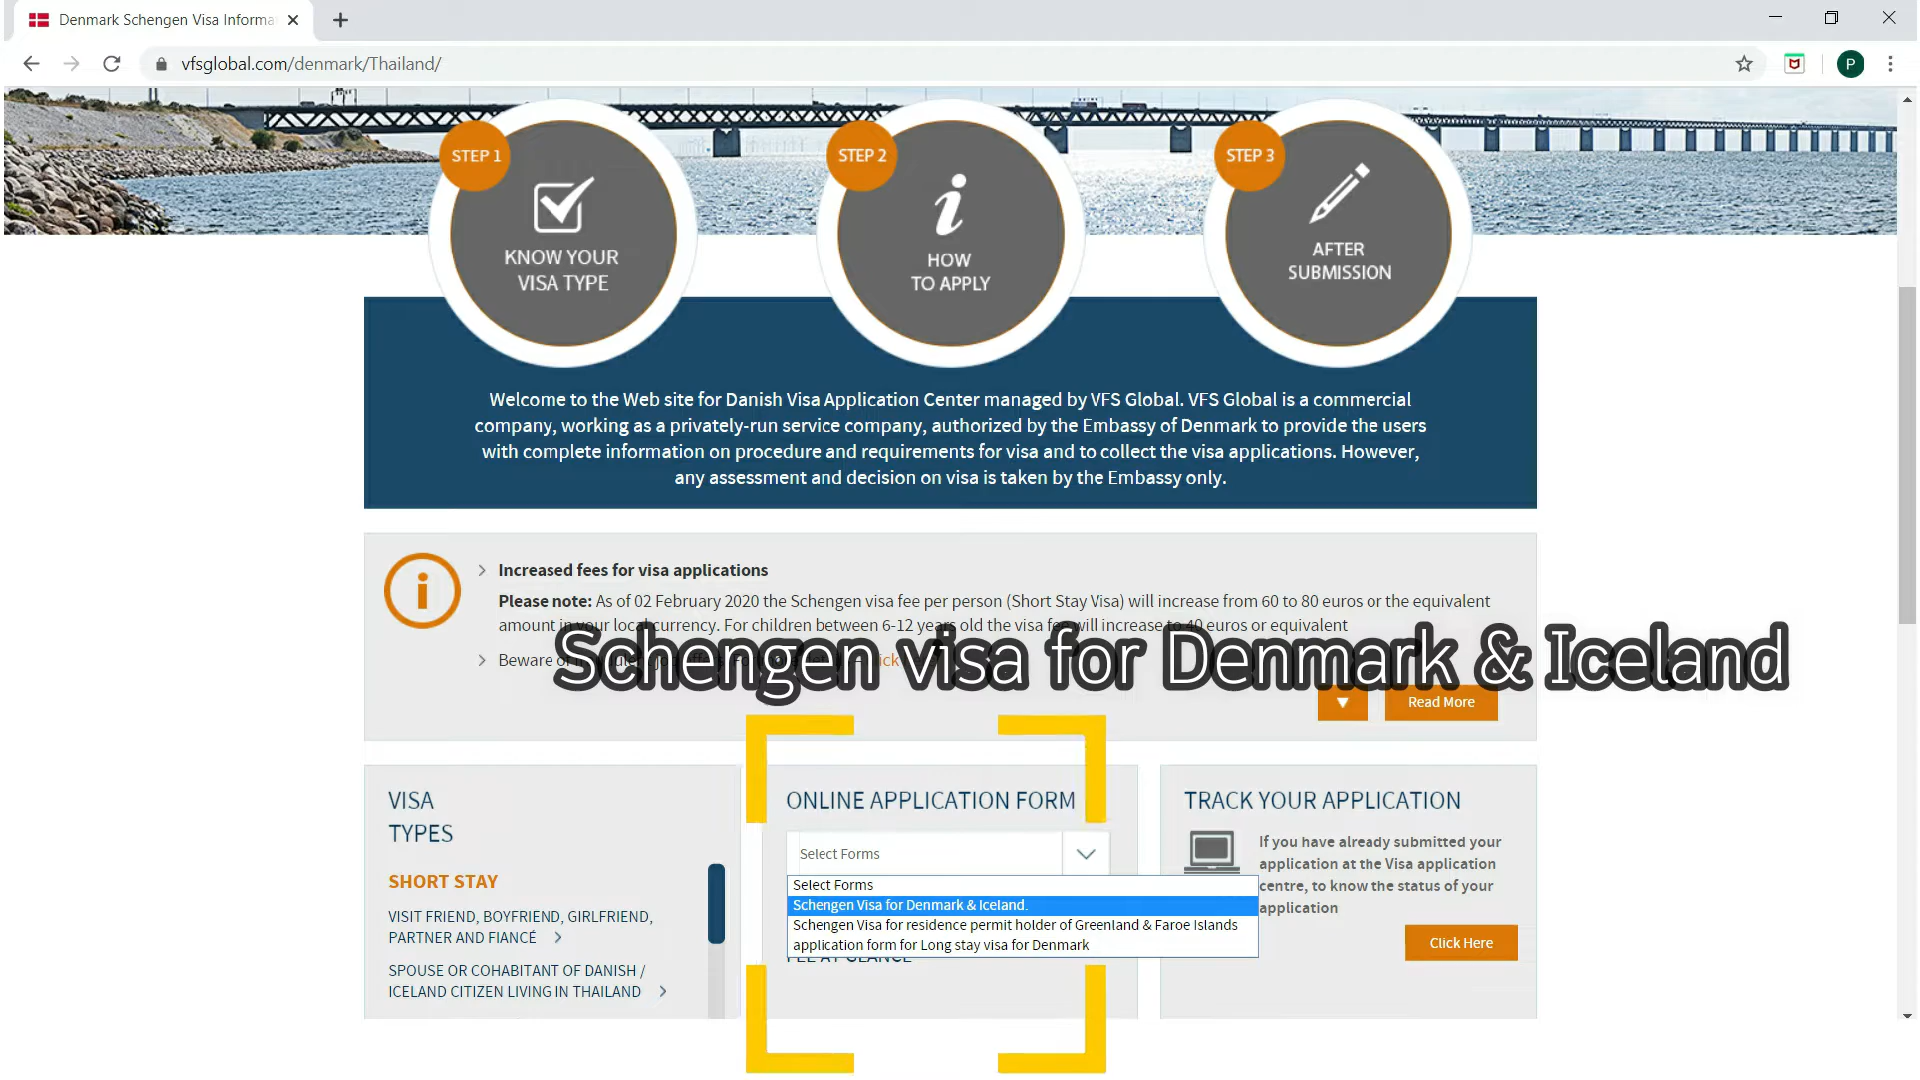 Denmark Schengen Visa Informa
vfsglobal.com/denmark/Thailand/
P
STEP 1
KNOW YOUR
VISA TYPE
STEP 2
HOW
TO APPLY
STEP 3
AFTER
SUBMISSION
Welcome to the Web site for Danish Visa Application Center managed by VFS Global. VFS Global is a commercial
company, working as a privately-run service company, authorized by the Embassy of Denmark to provide the users
with complete information on procedure and requirements for visa and to collect the visa applications. However,
any assessment and decision on visa is taken by the Embassy only.
Increased fees for visa applications
Please note: As of 02 February 2020 the Schengen visa fee per person (Short Stay Visa) will increase from 60 to 80 euros or the equivalent
amount in your local currency. For children between 6-12 years old the visa fee will increase to 40 euros or equivalent
Beware
Schengen visa for Denmark & Iceland
Read More
VISA
TYPES
SHORT STAY
VISIT FRIEND, BOYFRIEND, GIRLFRIEND,
PARTNER AND FIANCÉ
SPOUSE OR COHABITANT OF DANISH /
ICELAND CITIZEN LIVING IN THAILAND
ONLINE APPLICATION FORM
Select Forms
Select Forms
Schengen Visa for Denmark & Iceland.
Schengen Visa for residence permit holder of Greenland & Faroe Islands
application form for Long stay visa for Denmark
TRACK YOUR APPLICATION
If you have already submitted your
application at the Visa application
centre, to know the status of your
application
Click Here